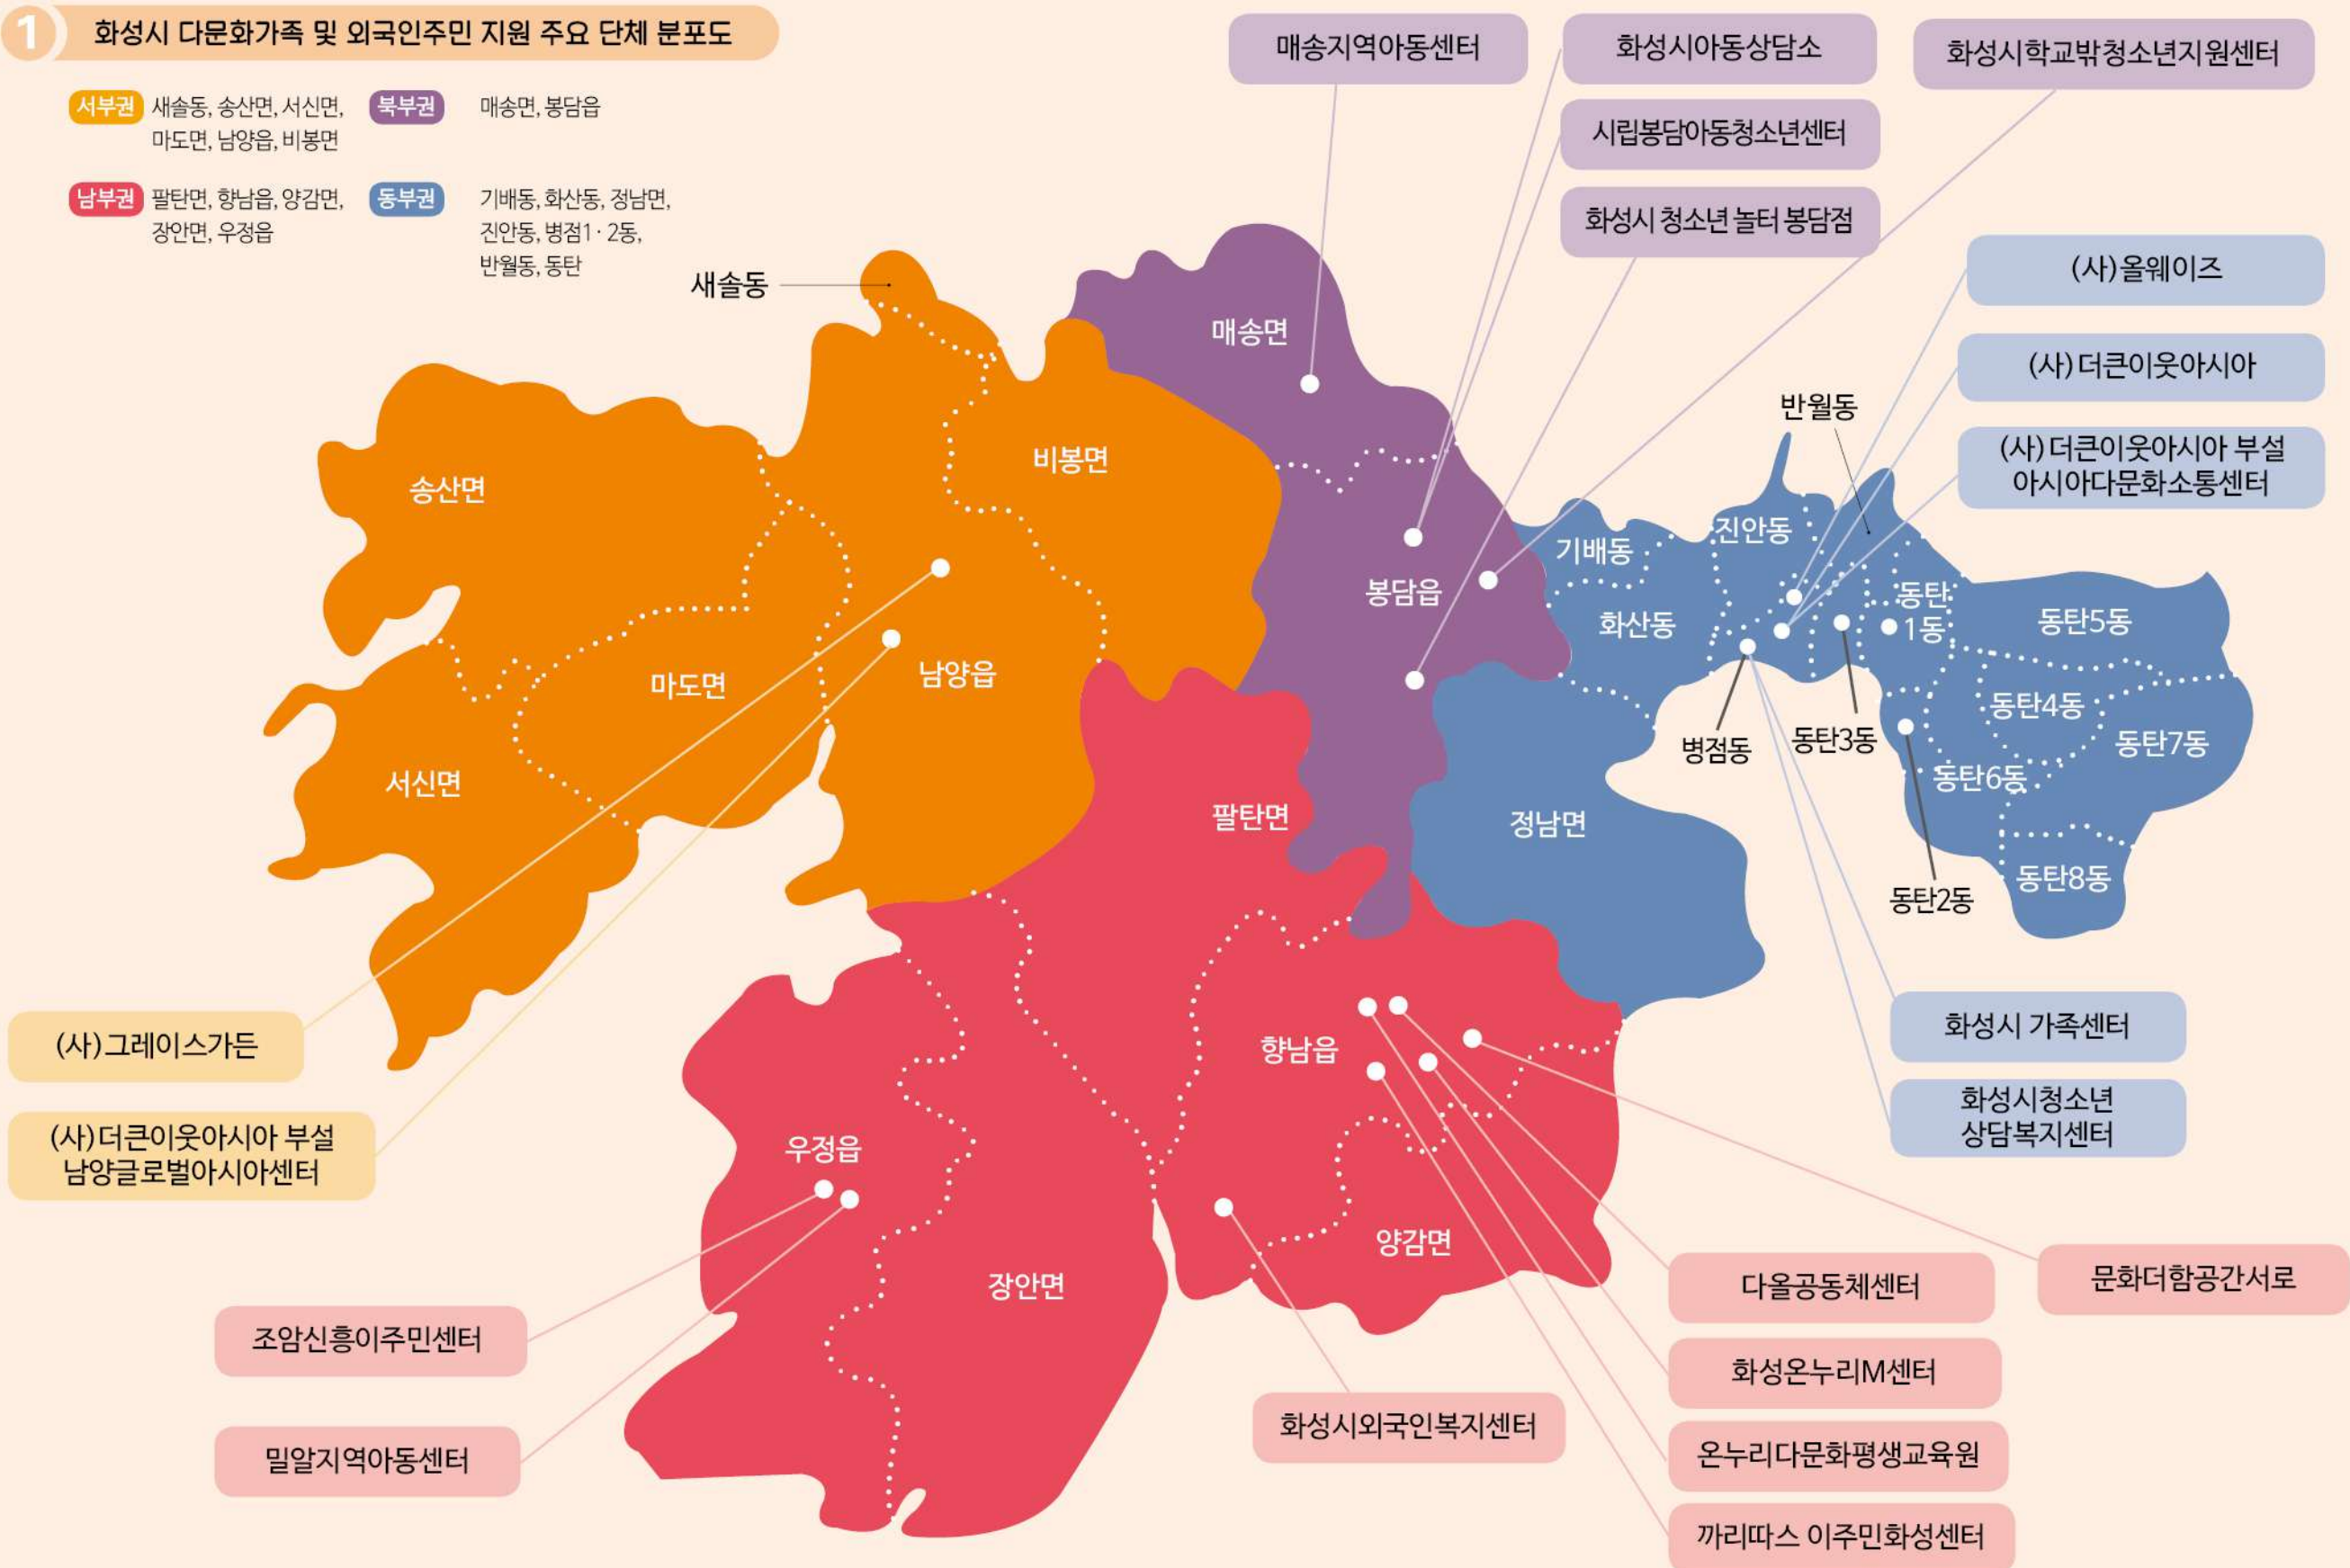 1 화성시 다문화가족 및 외국인주민 지원 주요 단체 분포도
서부권 새솔동, 송산면, 서신면,
마도면, 남양읍, 비봉면
북부권 매송면, 봉담읍
남부권 팔탄면, 향남읍, 양감면,
장안면, 우정읍
동부권 기배동, 화산동, 정남면,
진안동, 병점1·2동,
반월동, 동탄
매송지역아동센터
화성시아동상담소
화성시학교밖청소년지원센터
시립봉담아동청소년센터
화성시 청소년 놀터 봉담점
(사)올웨이즈
(사)더큰이웃아시아
(사)더큰이웃아시아 부설
아시아다문화소통센터
새솔동
매송면
반월동
비봉면
송산면
진안동
기배동
봉담읍
화산동
동탄
1동
동탄5동
마도면
남양읍
동탄4동
병점동
동탄3동
동탄7동
동탄6동
서신면
팔탄면
정남면
동탄8동
동탄2동
(사)그레이스가든
(사)더큰이웃아시아 부설
남양글로벌아시아센터
화성시 가족센터
화성시청소년
상담복지센터
향남읍
우정읍
양감면
장안면
조암신흥이주민센터
밀알지역아동센터
화성시외국인복지센터
다올공동체센터
문화더함공간서로
화성온누리M센터
온누리다문화평생교육원
까리따스 이주민화성센터